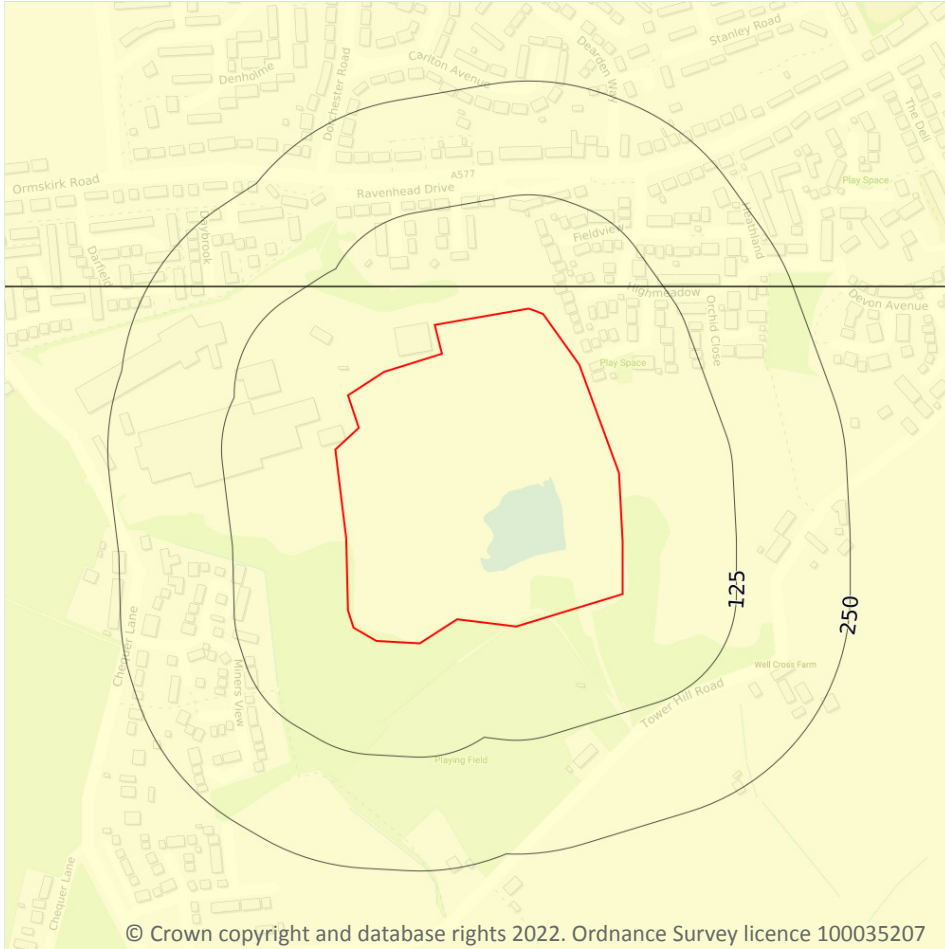 Stanley Road
Dearden Way
Carlton Avenue
Denholme
Dorchester Road
The Dell
A577
Play Space
Ormskirk Road
Ravenhead Drive
Heathland
Daybrook
Fieldview
Darfield
Highmeadow
Devon Avenue
Orchid Close
Play Space
125
250
Chequer Lane
Miners View
Well Cross Farm
Tower Hill Road
Playing Field
Chequer Lane
© Crown copyright and database rights 2022. Ordnance Survey licence 100035207